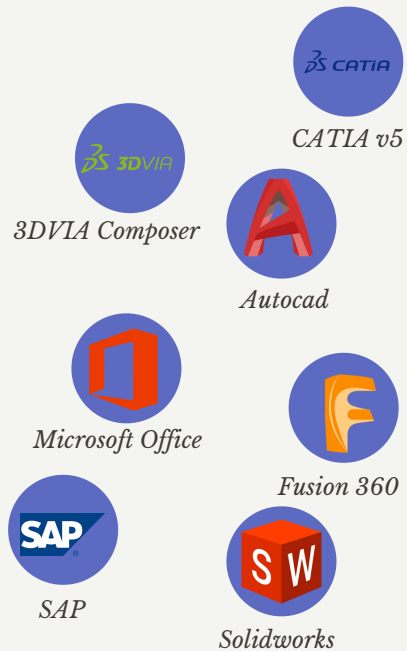 CATIA
CATIA v5
3DVIA
3DVIA Composer
Autocad
Microsoft Office
Fusion 360
SAP
SAP
S W
Solidworks